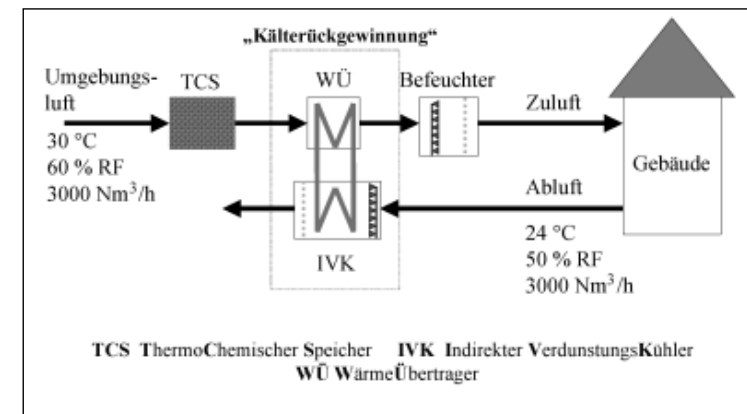 „Kälterückgewinnung“
Umgebungs-
luft
TCS
WÜ
Befeuchter
Zuluft
30 °C
60 % RF
3000 Nm³/h
Gebäude
Abluft
IVK
24 °C
50 % RF
3000 Nm³/h
TCS ThermoChemischer Speicher IVK Indirekter VerdunstungsKühler
WÜ WärmeÜbertrager